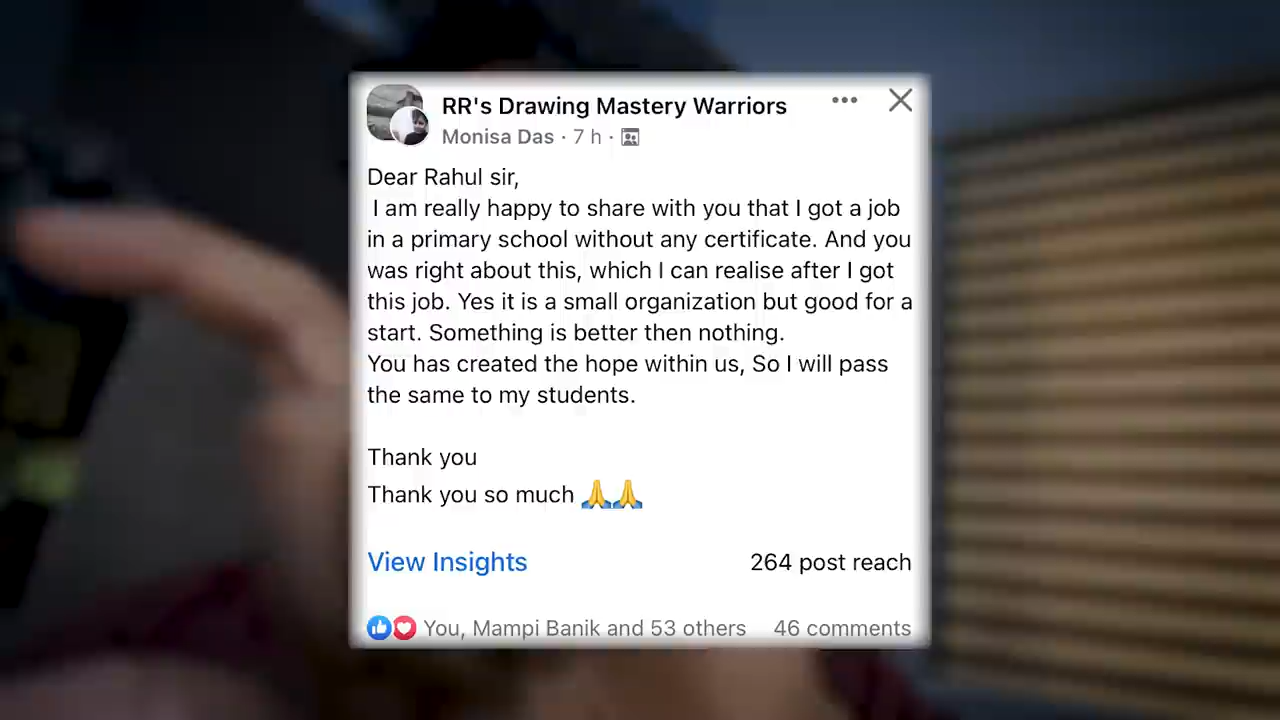 RR's Drawing Mastery Warriors
Monisa Das · 7 h ·
Dear Rahul sir,
I am really happy to share with you that I got a job
in a primary school without any certificate. And you
was right about this, which I can realise after I got
this job. Yes it is a small organization but good for a
start. Something is better then nothing.
You has created the hope within us, So I will pass
the same to my students.
Thank you
Thank you so much 🙏🙏
View Insights 264 post reach
You, Mampi Banik and 53 others 46 comments